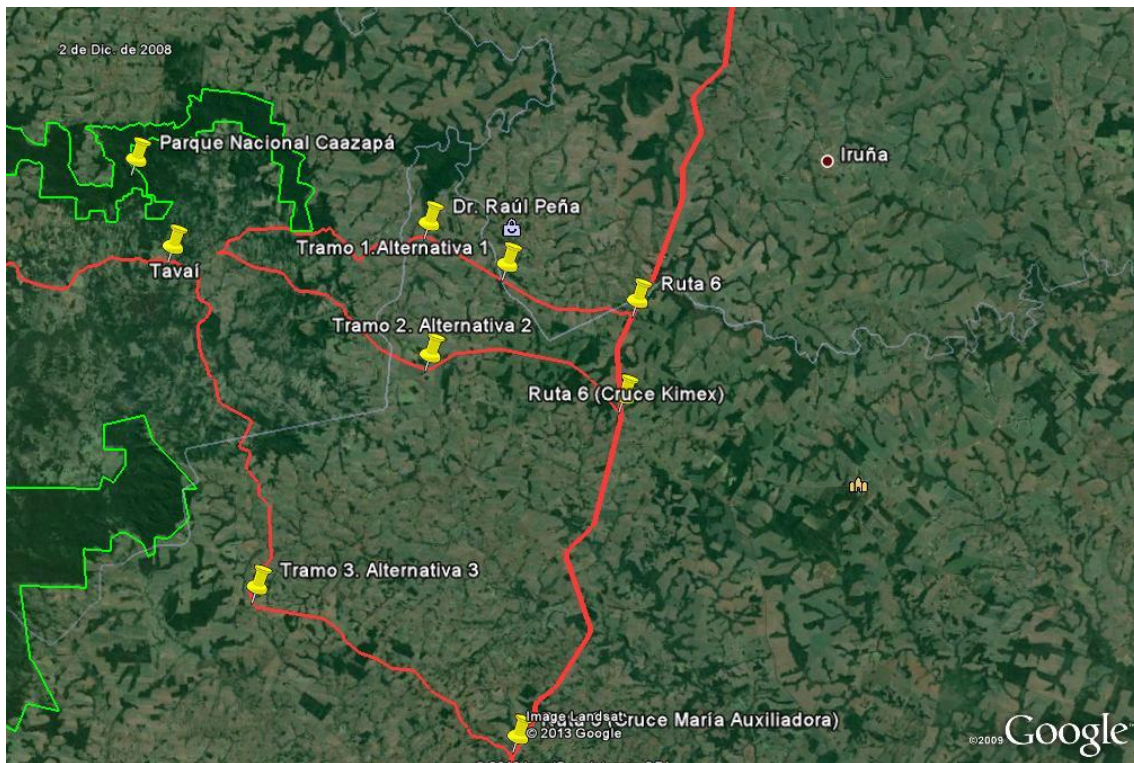 2 de Dic. de 2008
Parque Nacional Caazapá
Iruña
Dr. Raúl Peña
Tramo 1.Alternativa 1
Tavaí
Ruta 6
Tramo 2. Alternativa 2
Ruta 6 (Cruce Kimex)
Tramo 3. Alternativa 3
Image Landsat
(Cruce María Auxiliadora)
© 2013 Google
©2009 Google